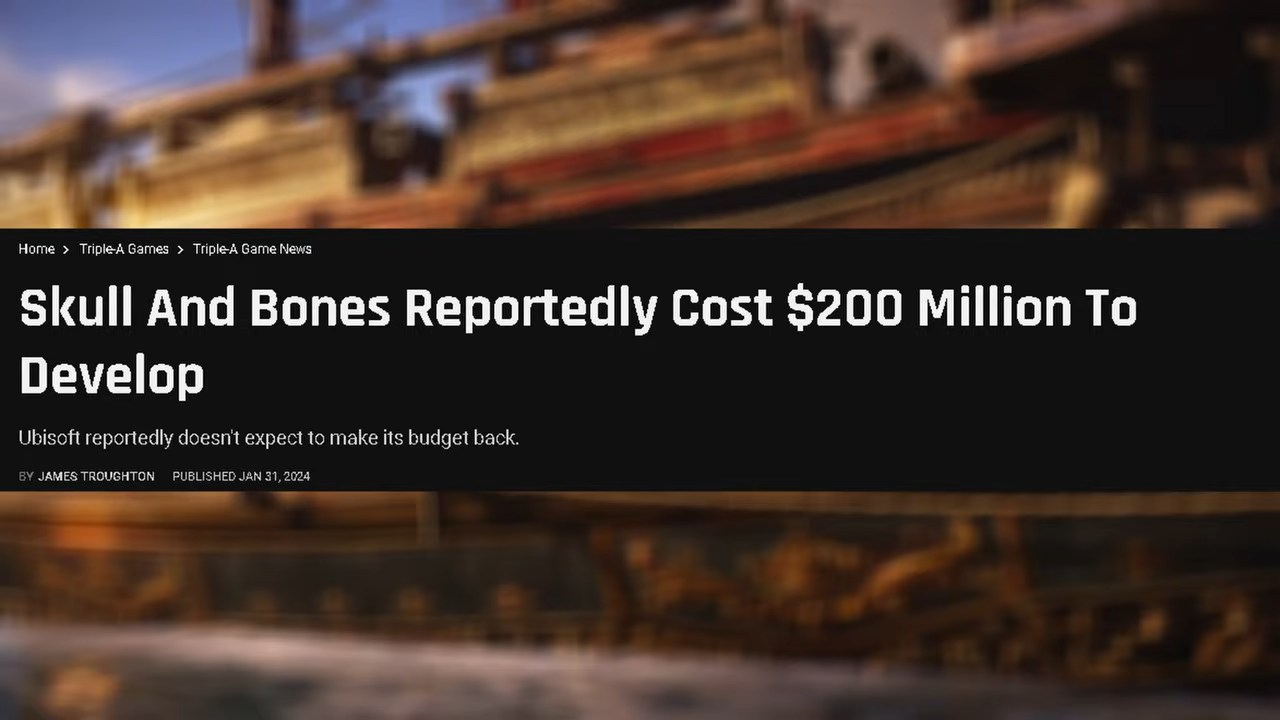 Home > Triple-A Games > Triple-A Game News
Skull And Bones Reportedly Cost $200 Million To
Develop
Ubisoft reportedly doesn't expect to make its budget back.
BY JAMES TROUGHTON PUBLISHED JAN 31, 2024